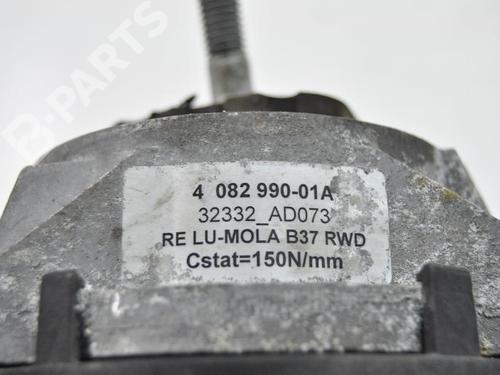 B-PARTS
4 082 990-01A
32332_AD073
RE LU-MOLA B37 RWD
Cstat=150N/mm